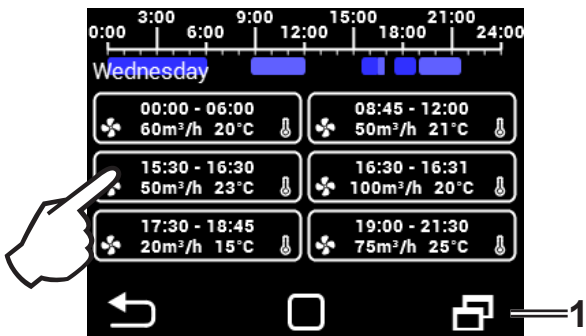 3:00 9:00 15:00 21:00
0:00 6:00 12:00 18:00 24:00
Wednesday
00:00 - 06:00
60m³/h 20°C
08:45 - 12:00
50m³/h 21°C
15:30 - 16:30
50m³/h 23°C
16:30 - 16:31
100m³/h 20°C
17:30 - 18:45
20m³/h 15°C
19:00 - 21:30
75m³/h 25°C
1